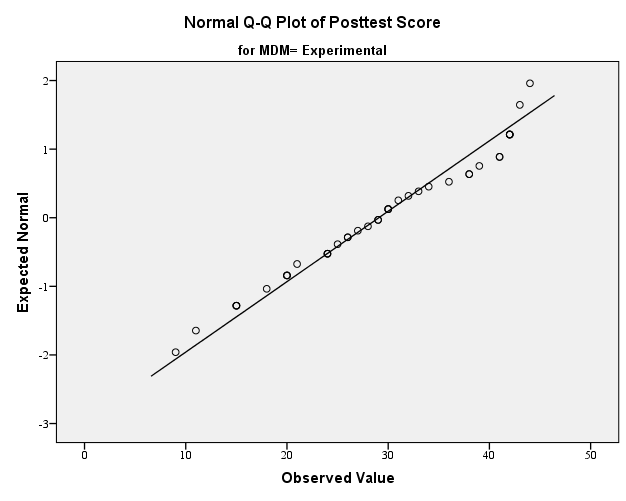 Normal Q-Q Plot of Posttest Score
for MDM= Experimental
Expected Normal
2
1
0
-1
-2
-3
0 10 20 30 40 50
Observed Value